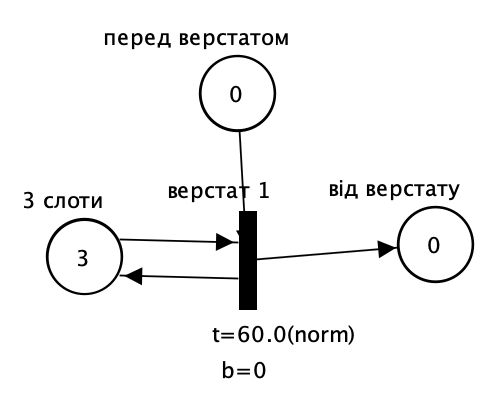 перед верстатом
0
верстат 1
від верстату
3 слоти
3
0
t=60.0(norm)
b=0